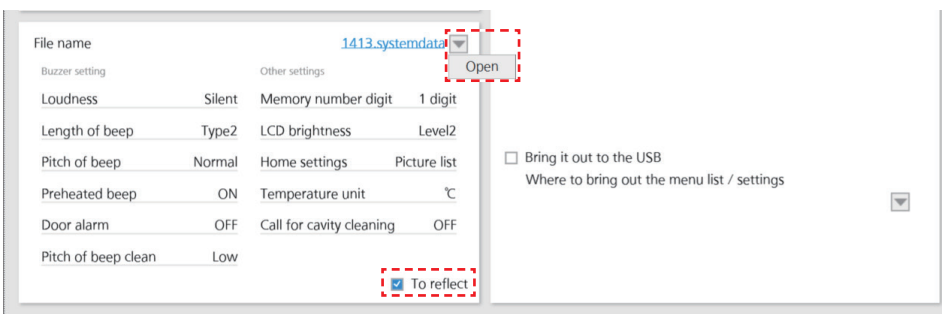 File name 1413.systemdata
Open
Buzzer setting Other settings
Loudness Silent Memory number digit 1 digit
Length of beep Type2 LCD brightness Level2
Pitch of beep Normal Home settings Picture list
Preheated beep ON Temperature unit ℃
Door alarm OFF Call for cavity cleaning OFF
Pitch of beep clean Low
To reflect
Bring it out to the USB
Where to bring out the menu list / settings